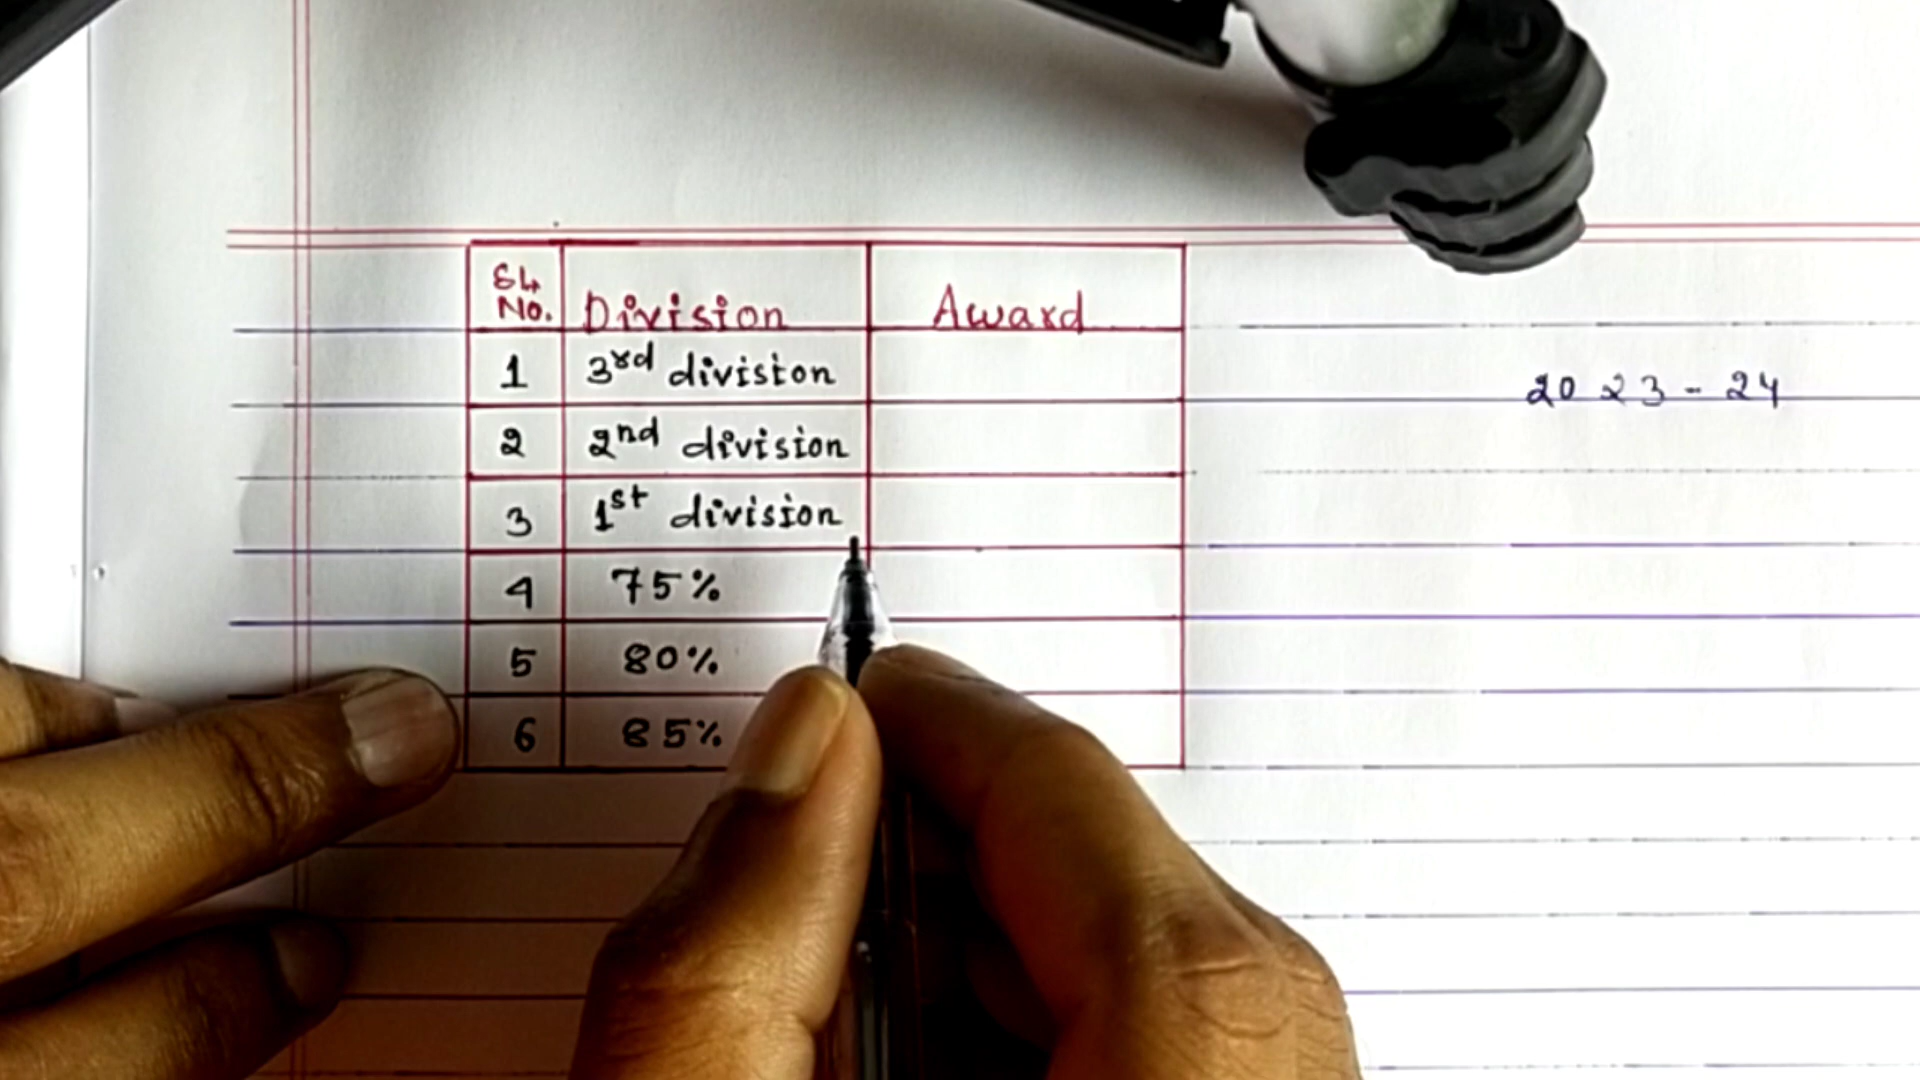 SL No. Division Award
1 3rd division
2 2nd division
3 1st division
4 75%
5 80%
6 85%
2023-24